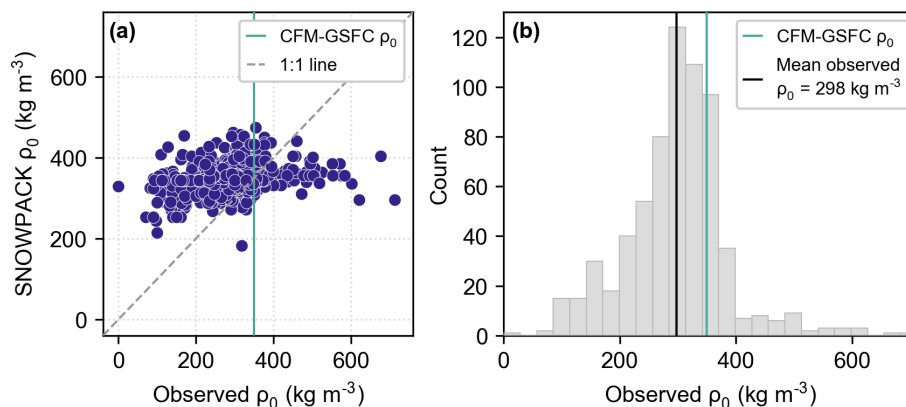 (a)
CFM-GSFC ρ₀
1:1 line
600
400
200
0
SNOWPACK ρ₀ (kg m⁻³)
0
200
400
600
Observed ρ₀ (kg m⁻³)
(b)
CFM-GSFC ρ₀
Mean observed
ρ₀ = 298 kg m⁻³
120
100
80
60
40
20
0
Count
0
200
400
600
Observed ρ₀ (kg m⁻³)